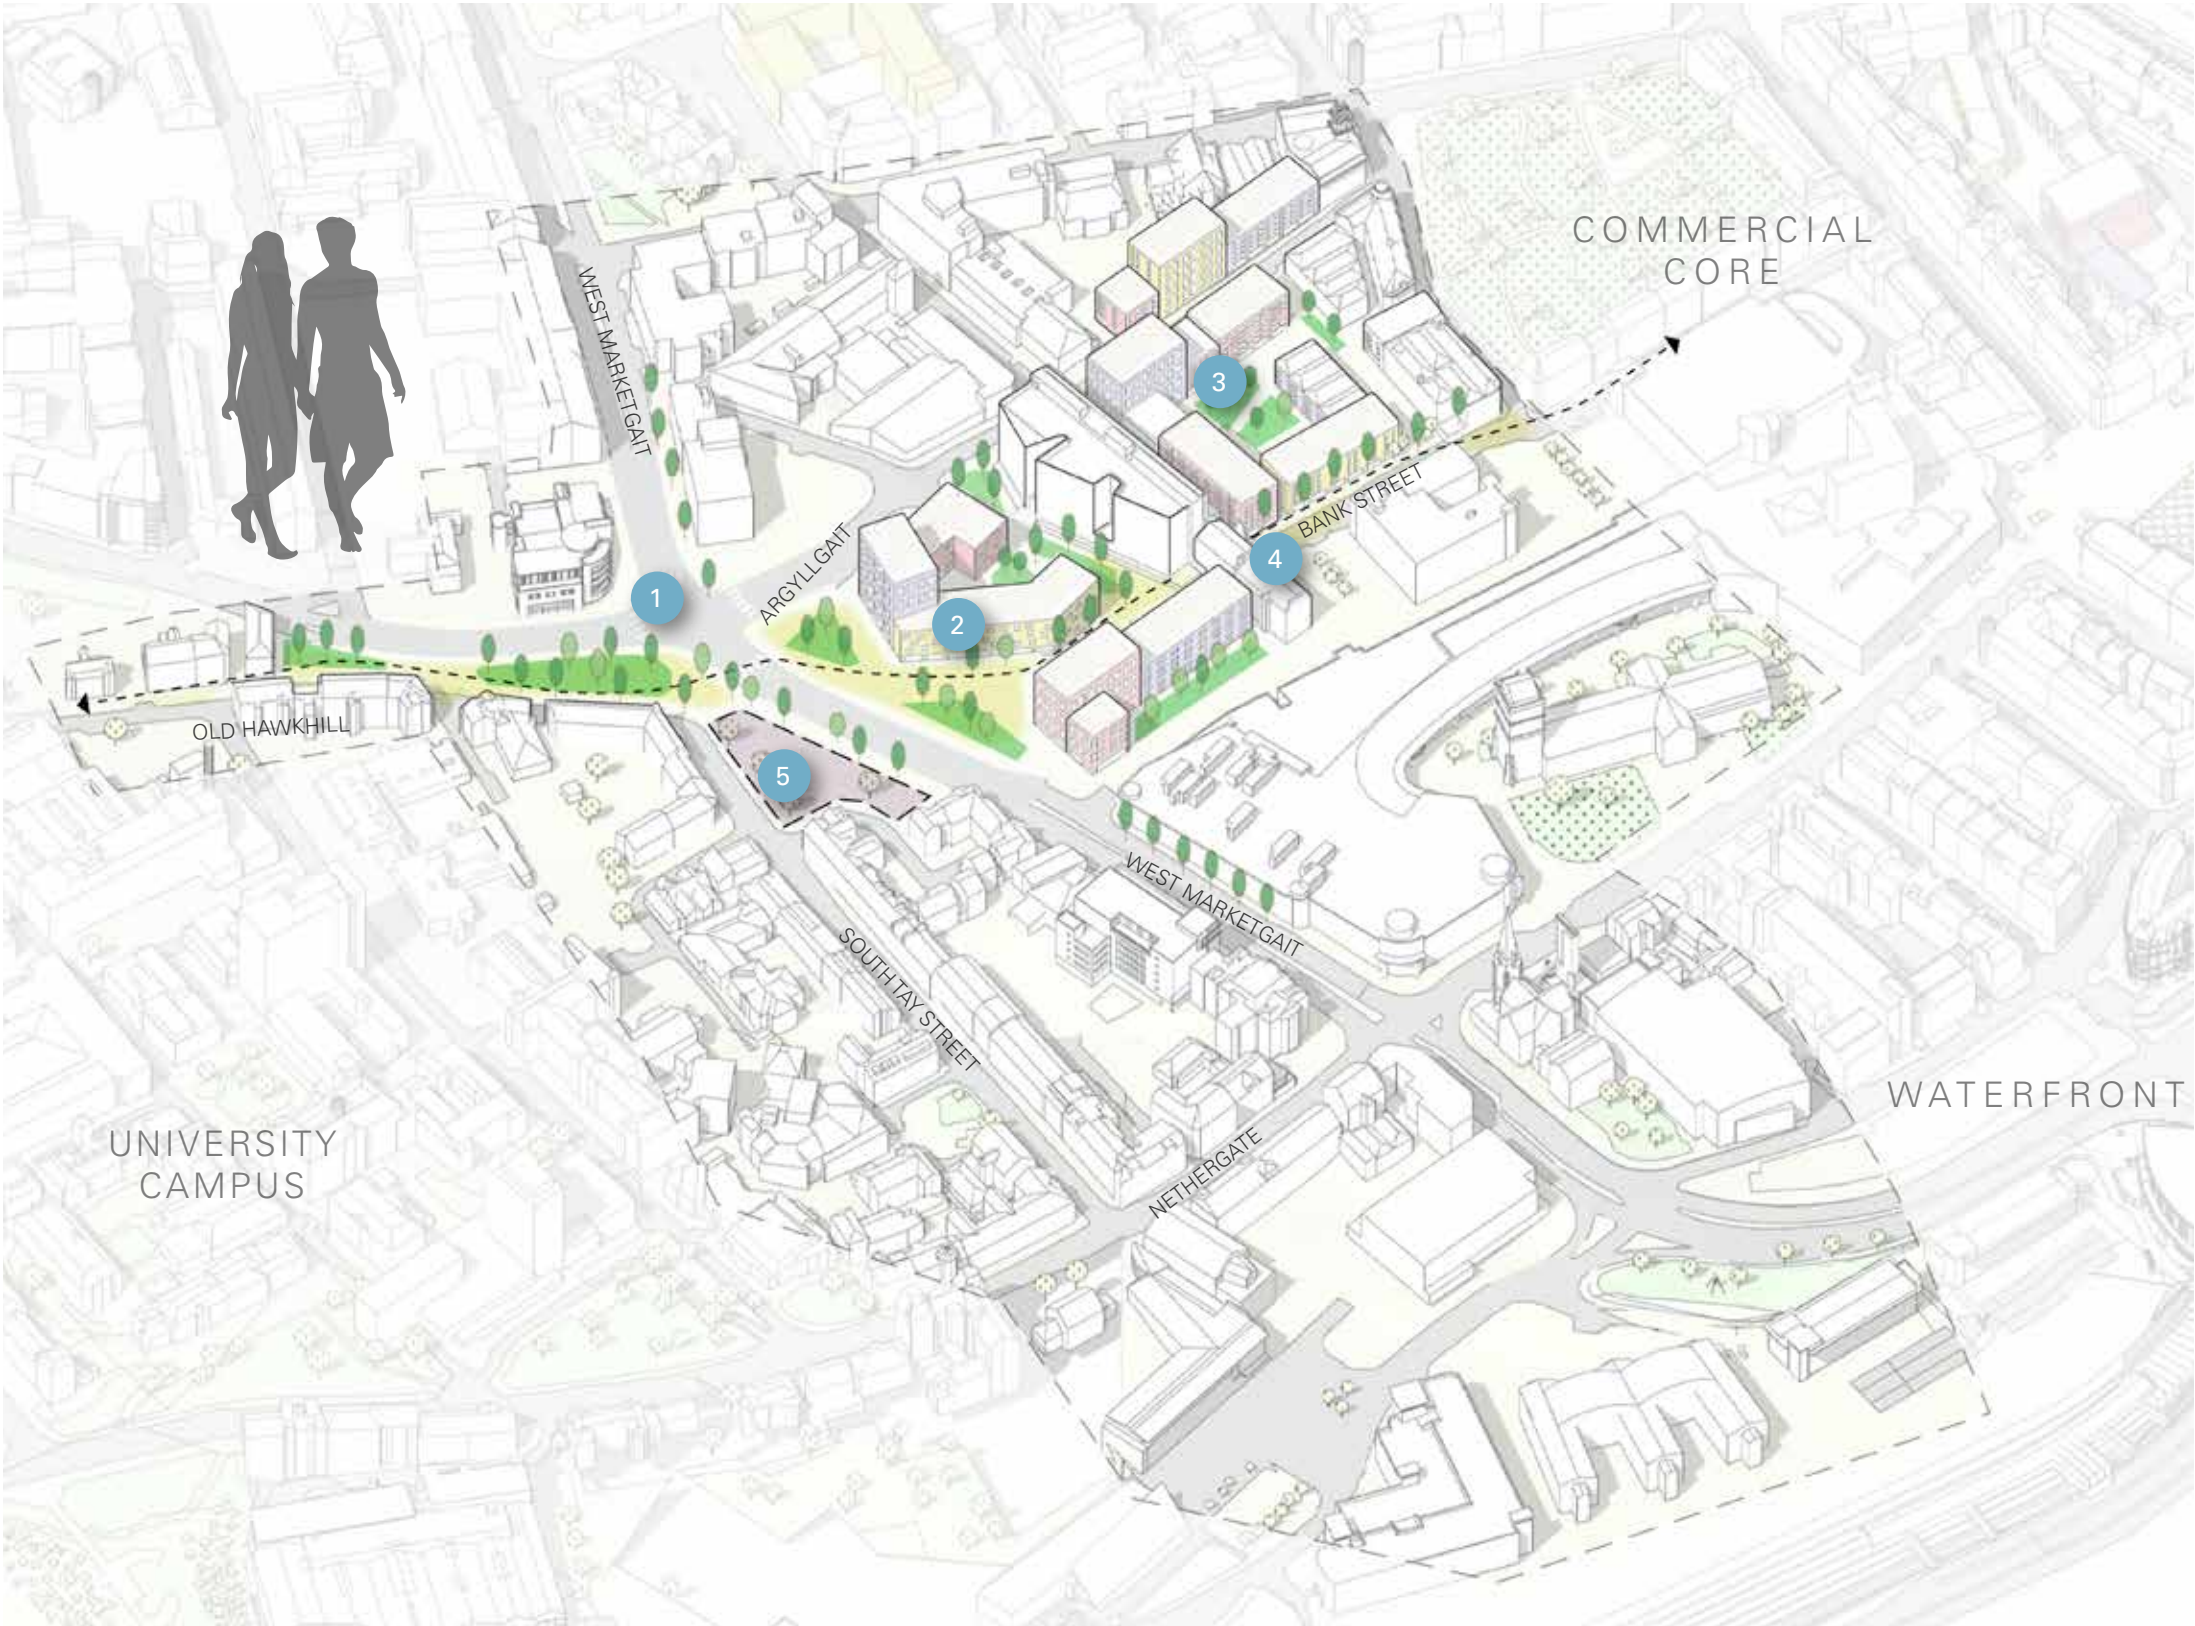 COMMERCIAL
CORE
WEST MARKETGAIT
3
BANK STREET
ARGYLLGAIT
4
1
2
OLD HAWKHILL
5
WEST MARKETGAIT
SOUTH TAY STREET
WATERFRONT
UNIVERSITY
CAMPUS
NETHERGATE